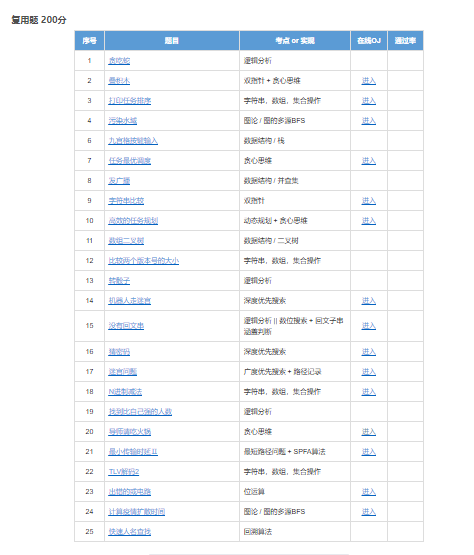 复用题 200分
序号 题目 考点 or 实现 在线OJ 通过率
1 贪吃蛇 逻辑分析
2 叠积木 双指针 + 贪心思维 进入
3 打印任务排序 字符串、数组、集合操作 进入
4 污染水域 图论 / 图的多源BFS 进入
6 九宫格按键输入 数据结构 / 栈
7 任务最优调度 贪心思维 进入
8 发广播 数据结构 / 并查集
9 字符串比较 双指针 进入
10 高效的任务规划 动态规划 + 贪心思维 进入
11 数组二叉树 数据结构 / 二叉树
12 比较两个版本号的大小 字符串、数组、集合操作
13 转骰子 逻辑分析
14 机器人走迷宫 深度优先搜索 进入
15 没有回文串 逻辑分析 || 数位搜索 + 回文子串 进入
涵盖判断
16 猜密码 深度优先搜索 进入
17 迷宫问题 广度优先搜索 + 路径记录 进入
18 N进制减法 字符串、数组、集合操作 进入
19 找到比自己强的人数 逻辑分析
20 导师请吃火锅 贪心思维 进入
21 最小传输时延Ⅱ 最短路径问题 + SPFA算法 进入
22 TLV解码2 字符串、数组、集合操作
23 出错的或电路 位运算 进入
24 计算疫情扩散时间 图论 / 图的多源BFS 进入
25 快速人名查找 回溯算法